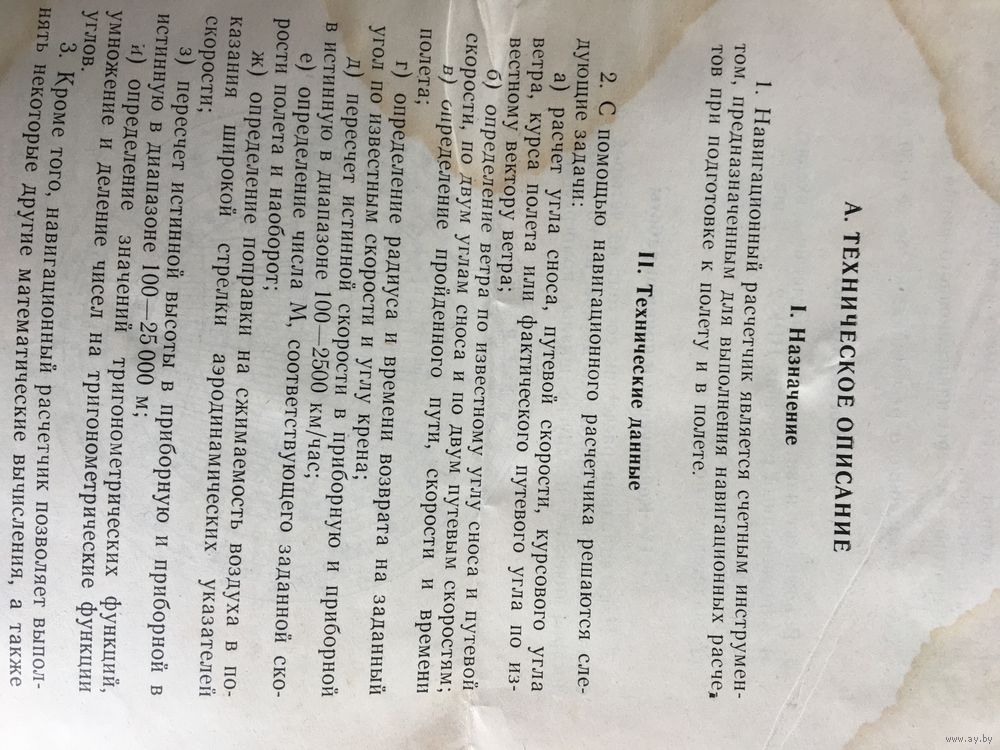 А. ТЕХНИЧЕСКОЕ ОПИСАНИЕ
I. Назначение
1. Навигационный расчетчик является счетным инструмен-
том, предназначенным для выполнения навигационных расче-
тов при подготовке к полету и в полете.
II. Технические данные
2. С помощью навигационного расчетчика решаются сле-
дующие задачи:
а) расчет угла сноса, путевой скорости, курсового угла
ветра, курса полета или фактического путевого угла по из-
вестному вектору ветра;
б) определение ветра по известному углу сноса и путевой
скорости, по двум углам сноса и по двум путевым скоростям;
в) определение пройденного пути, скорости и времени
полета;
г) определение радиуса и времени возврата на заданный
угол по известным скорости и углу крена;
д) пересчет истинной скорости в приборную и приборной
в истинную в диапазоне 100—2500 км/час;
е) определение числа М, соответствующего заданной ско-
рости полета и наоборот;
ж) определение поправки на сжимаемость воздуха в по-
казания широкой стрелки аэродинамических указателей
скорости;
з) пересчет истинной высоты в приборную и приборной в
истинную в диапазоне 100—25000 м;
и) определение значений тригонометрических функций,
умножение и деление чисел на тригонометрические функции
углов.
3. Кроме того, навигационный расчетчик позволяет выпол-
нять некоторые другие математические вычисления, а также
www.ay.by